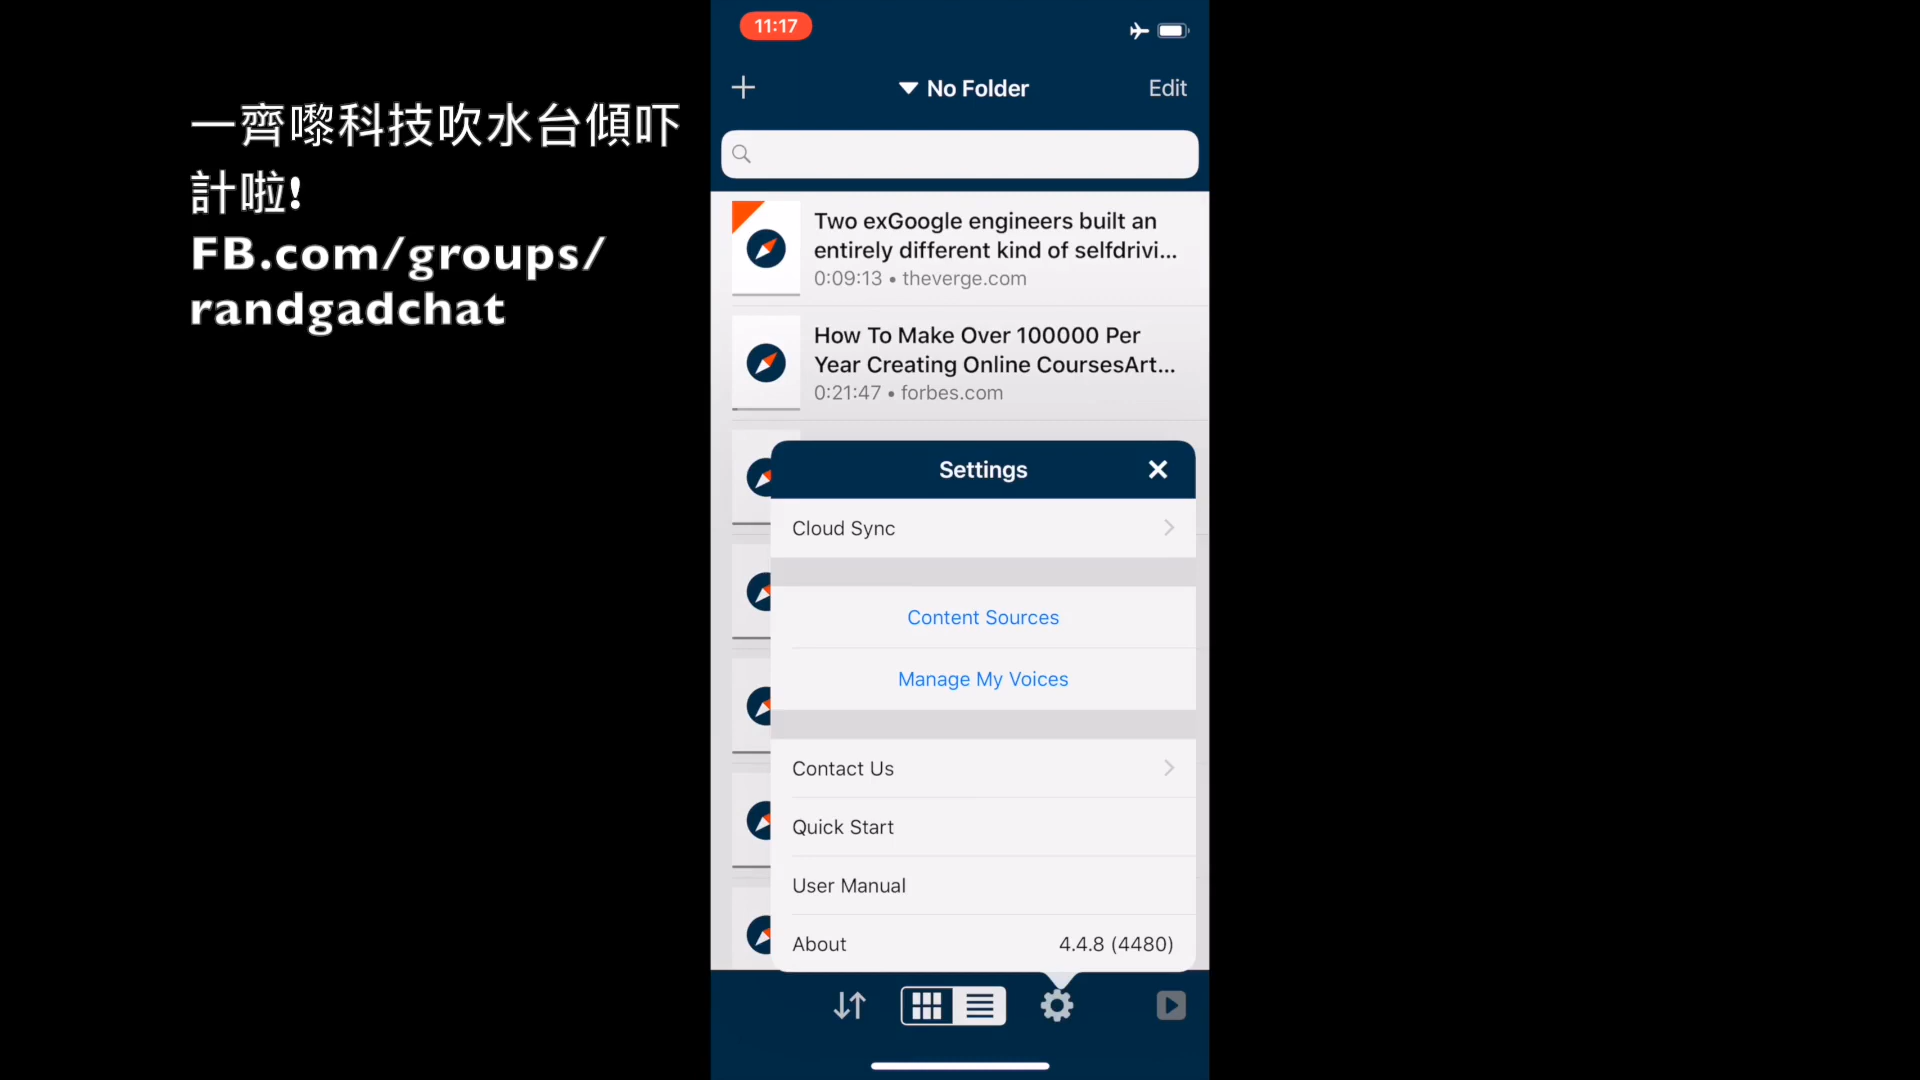 一齊嚟科技吹水台傾吓
計啦!
FB.com/groups/
randgadchat
11:17
No Folder
Edit
Two exGoogle engineers built an
entirely different kind of selfdrivi...
0:09:13 • theverge.com
How To Make Over 100000 Per
Year Creating Online CoursesArt...
0:21:47 • forbes.com
Settings
Cloud Sync
Content Sources
Manage My Voices
Contact Us
Quick Start
User Manual
About 4.4.8 (4480)